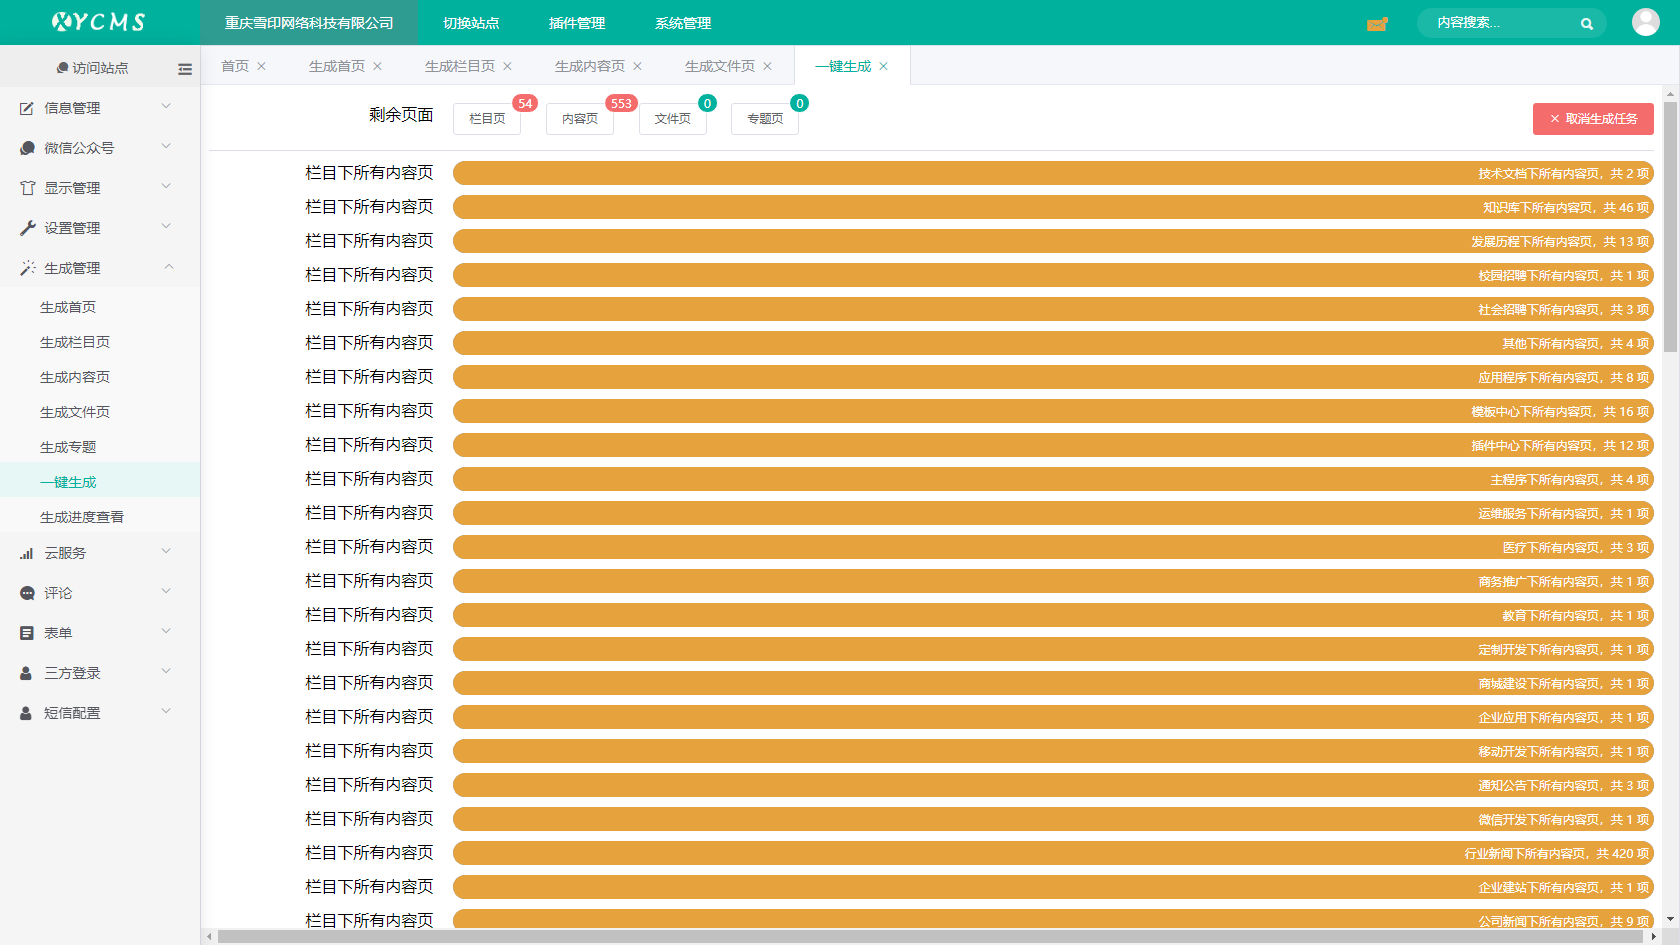 XYCMS
重庆雪印网络科技有限公司 切换站点 插件管理 系统管理 内容搜索...
访问站点
首页 生成首页 生成栏目页 生成内容页 生成文件页 一键生成
信息管理
微信公众号
显示管理
设置管理
生成管理
生成首页
生成栏目页
生成内容页
生成文件页
生成专题
一键生成
生成进度查看
云服务
评论
表单
三方登录
短信配置
剩余页面 栏目页 54 内容页 553 文件页 0 专题页 0 取消生成任务
栏目下所有内容页 技术文档下所有内容页，共 2 项
栏目下所有内容页 知识库下所有内容页，共 46 项
栏目下所有内容页 发展历程下所有内容页，共 13 项
栏目下所有内容页 校园招聘下所有内容页，共 1 项
栏目下所有内容页 社会招聘下所有内容页，共 3 项
栏目下所有内容页 其他下所有内容页，共 4 项
栏目下所有内容页 应用程序下所有内容页，共 8 项
栏目下所有内容页 模板中心下所有内容页，共 16 项
栏目下所有内容页 插件中心下所有内容页，共 12 项
栏目下所有内容页 主程序下所有内容页，共 4 项
栏目下所有内容页 运维服务下所有内容页，共 1 项
栏目下所有内容页 医疗下所有内容页，共 3 项
栏目下所有内容页 商务推广下所有内容页，共 1 项
栏目下所有内容页 教育下所有内容页，共 1 项
栏目下所有内容页 定制开发下所有内容页，共 1 项
栏目下所有内容页 商城建设下所有内容页，共 1 项
栏目下所有内容页 企业应用下所有内容页，共 1 项
栏目下所有内容页 移动开发下所有内容页，共 1 项
栏目下所有内容页 通知公告下所有内容页，共 3 项
栏目下所有内容页 微信开发下所有内容页，共 1 项
栏目下所有内容页 行业新闻下所有内容页，共 420 项
栏目下所有内容页 企业建站下所有内容页，共 1 项
栏目下所有内容页 公司新闻下所有内容页，共 9 项